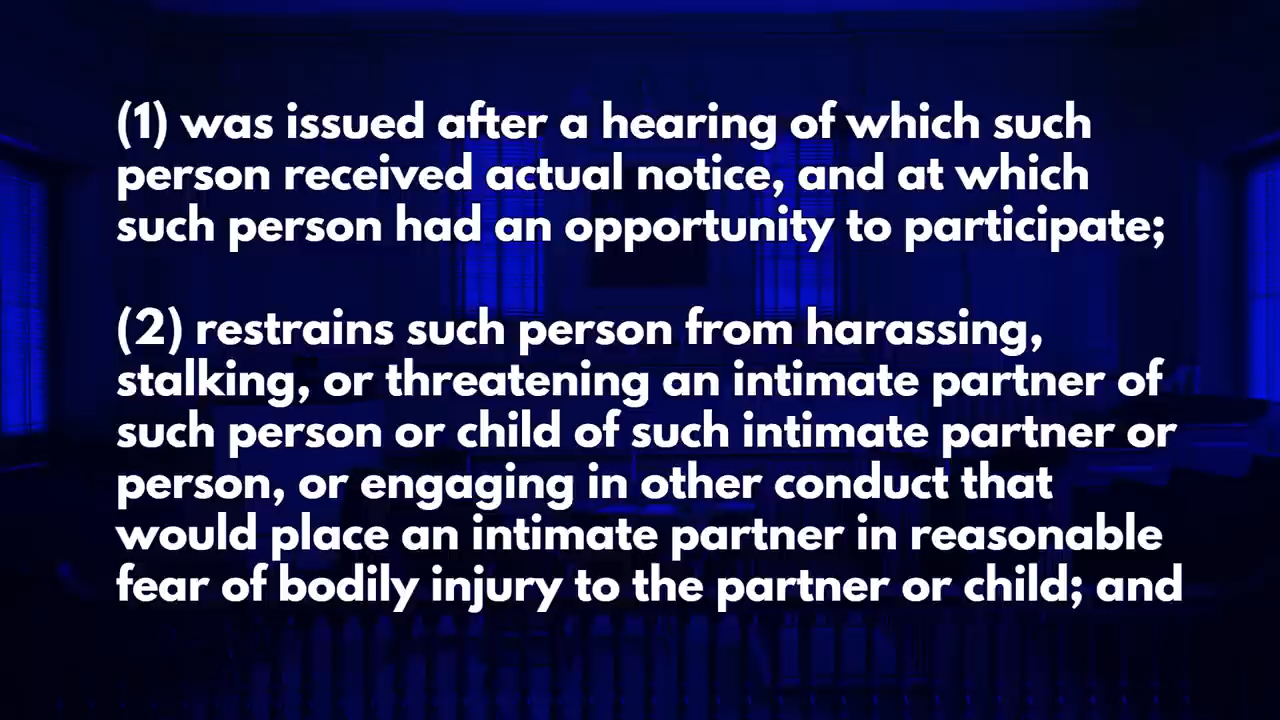 (1) was issued after a hearing of which such
person received actual notice, and at which
such person had an opportunity to participate;
(2) restrains such person from harassing,
stalking, or threatening an intimate partner of
such person or child of such intimate partner or
person, or engaging in other conduct that
would place an intimate partner in reasonable
fear of bodily injury to the partner or child; and